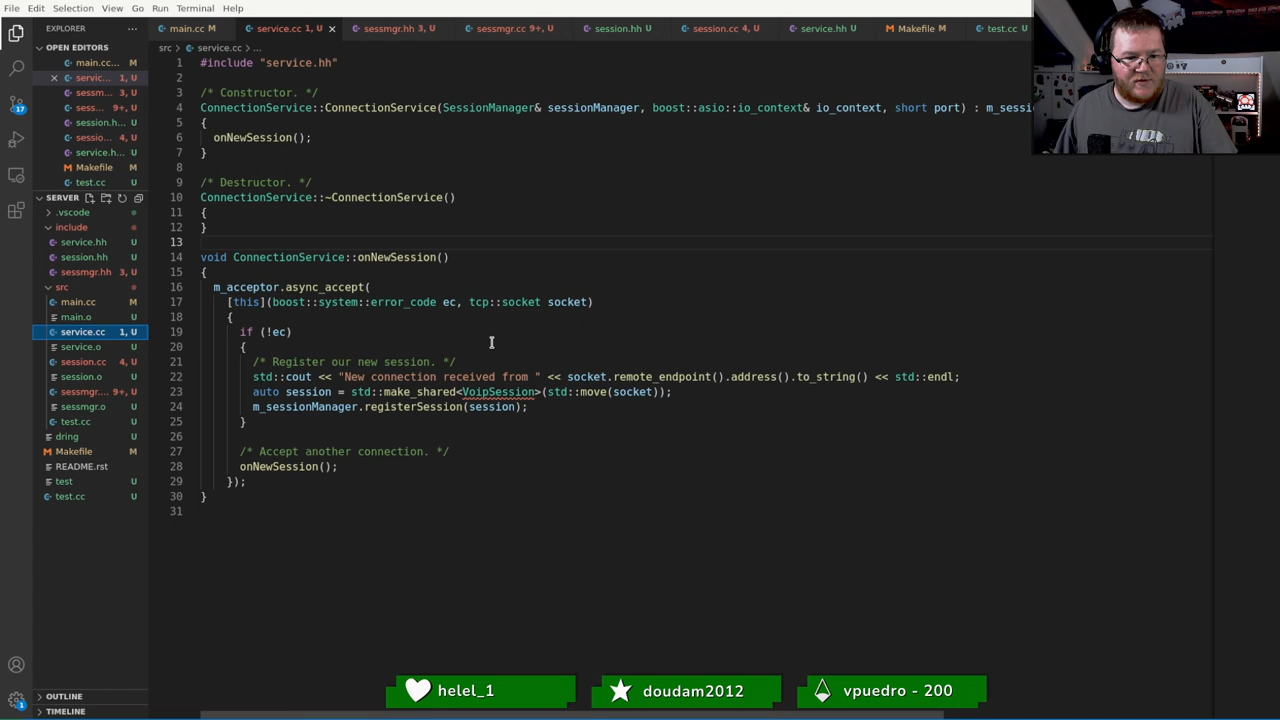 File Edit Selection View Go Run Terminal Help
EXPLORER ...
main.cc M
service.cc 1, U
sessmgr.hh 3, U
sessmgr.cc 9+, U
session.hh U
session.cc 4, U
service.hh U
Makefile M
test.cc U
OPEN EDITORS
main.cc... M
servic... 1, U
sessm... 3, U
sess... 9+, U
session.h... U
sessio... 4, U
service.h... U
Makefile M
test.cc U
SERVER
.vscode
include
service.hh U
session.hh U
sessmgr.hh 3, U
src
main.cc M
main.o U
service.cc 1, U
service.o U
session.cc 4, U
session.o U
sessmgr.... 9+, U
sessmgr.o U
test.cc U
dring U
Makefile M
README.rst
test U
test.cc U
OUTLINE
TIMELINE
17
1
src > service.cc > ...
1 #include "service.hh"
2
3 /* Constructor. */
4 ConnectionService::ConnectionService(SessionManager& sessionManager, boost::asio::io_context& io_context, short port) : m_sessi
5 {
6 onNewSession();
7 }
8
9 /* Destructor. */
10 ConnectionService::~ConnectionService()
11 {
12 }
13
14 void ConnectionService::onNewSession()
15 {
16 m_acceptor.async_accept(
17 [this](boost::system::error_code ec, tcp::socket socket)
18 {
19 if (!ec)
20 {
21 /* Register our new session. */
22 std::cout << "New connection received from " << socket.remote_endpoint().address().to_string() << std::endl;
23 auto session = std::make_shared<VoipSession>(std::move(socket));
24 m_sessionManager.registerSession(session);
25 }
26
27 /* Accept another connection. */
28 onNewSession();
29 });
30 }
31
helel_1
doudam2012
vpuedro - 200